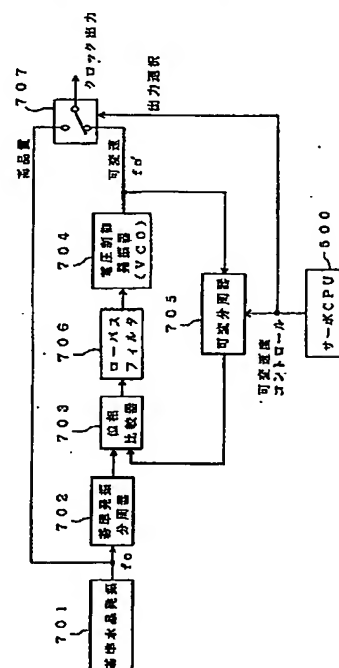 701
基準水晶発振
fo
702
基準発振
分周器
703
位相
比較器
706
ローパス
フィルタ
704
電圧制御
発振器
(VCO)
705
可変分周器
高品質
可変速
fo'
707
クロック出力
出力選択
可変速度
コントロール
サーボCPU
500